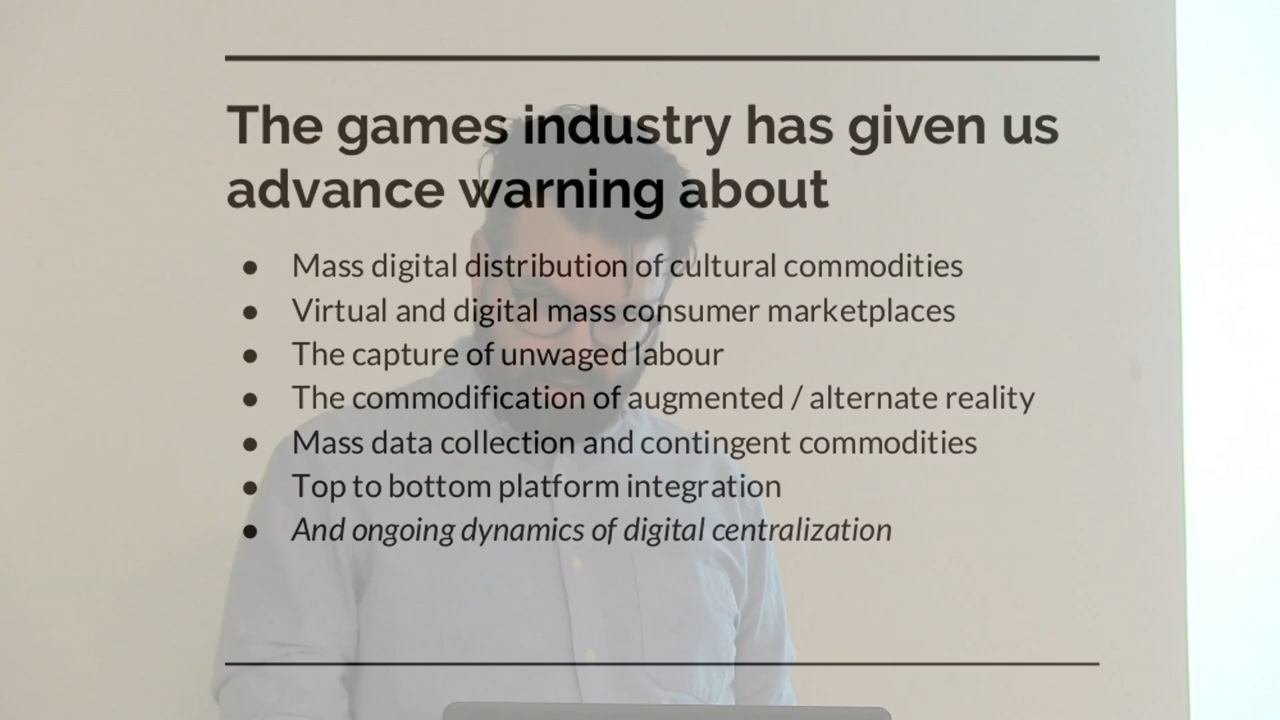 The games industry has given us
advance warning about
● Mass digital distribution of cultural commodities
● Virtual and digital mass consumer marketplaces
● The capture of unwaged labour
● The commodification of augmented / alternate reality
● Mass data collection and contingent commodities
● Top to bottom platform integration
● And ongoing dynamics of digital centralization